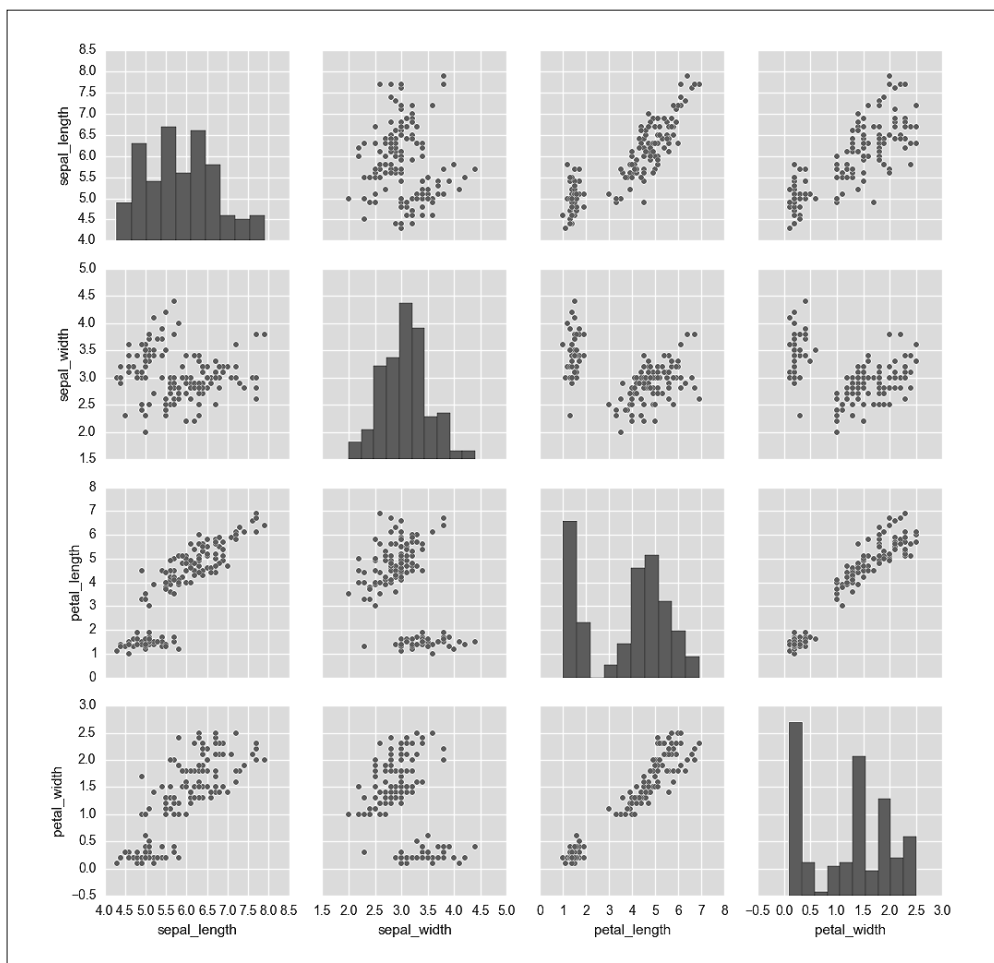 8.5
8.0
7.5
7.0
6.5
6.0
5.5
5.0
4.5
4.0
sepal_length
5.0
4.5
4.0
3.5
3.0
2.5
2.0
1.5
sepal_width
8
7
6
5
4
3
2
1
0
petal_length
3.0
2.5
2.0
1.5
1.0
0.5
0.0
−0.5
petal_width
4.0 4.5 5.0 5.5 6.0 6.5 7.0 7.5 8.0 8.5
sepal_length
1.5 2.0 2.5 3.0 3.5 4.0 4.5 5.0
sepal_width
0 1 2 3 4 5 6 7 8
petal_length
−0.5 0.0 0.5 1.0 1.5 2.0 2.5 3.0
petal_width